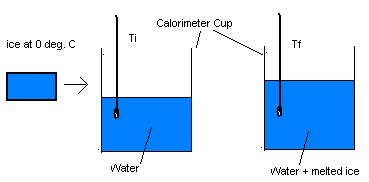 Calorimeter Cup
ice at 0 deg. C
Ti
Tf
Water
Water + melted ice